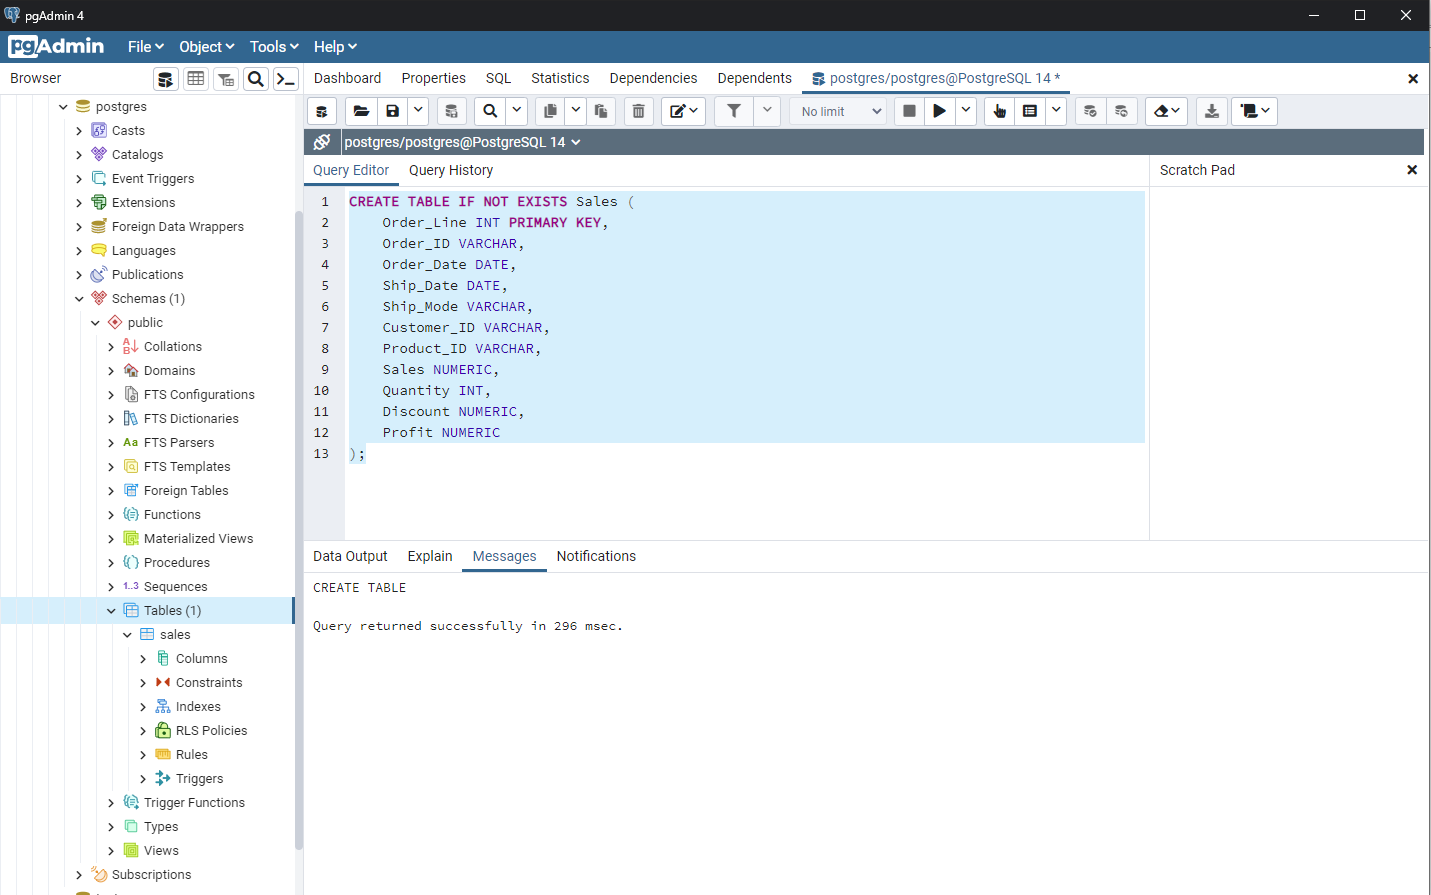 pgAdmin 4
pgAdmin File Object Tools Help
Browser
Dashboard Properties SQL Statistics Dependencies Dependents postgres/postgres@PostgreSQL 14 *
No limit
postgres/postgres@PostgreSQL 14
postgres
Casts
Catalogs
Event Triggers
Extensions
Foreign Data Wrappers
Languages
Publications
Schemas (1)
public
Collations
Domains
FTS Configurations
FTS Dictionaries
Aa FTS Parsers
FTS Templates
Foreign Tables
Functions
Materialized Views
Procedures
1..3 Sequences
Tables (1)
sales
Columns
Constraints
Indexes
RLS Policies
Rules
Triggers
Trigger Functions
Types
Views
Subscriptions
Query Editor Query History
Scratch Pad
1 CREATE TABLE IF NOT EXISTS Sales (
2 Order_Line INT PRIMARY KEY,
3 Order_ID VARCHAR,
4 Order_Date DATE,
5 Ship_Date DATE,
6 Ship_Mode VARCHAR,
7 Customer_ID VARCHAR,
8 Product_ID VARCHAR,
9 Sales NUMERIC,
10 Quantity INT,
11 Discount NUMERIC,
12 Profit NUMERIC
13 );
Data Output Explain Messages Notifications
CREATE TABLE
Query returned successfully in 296 msec.